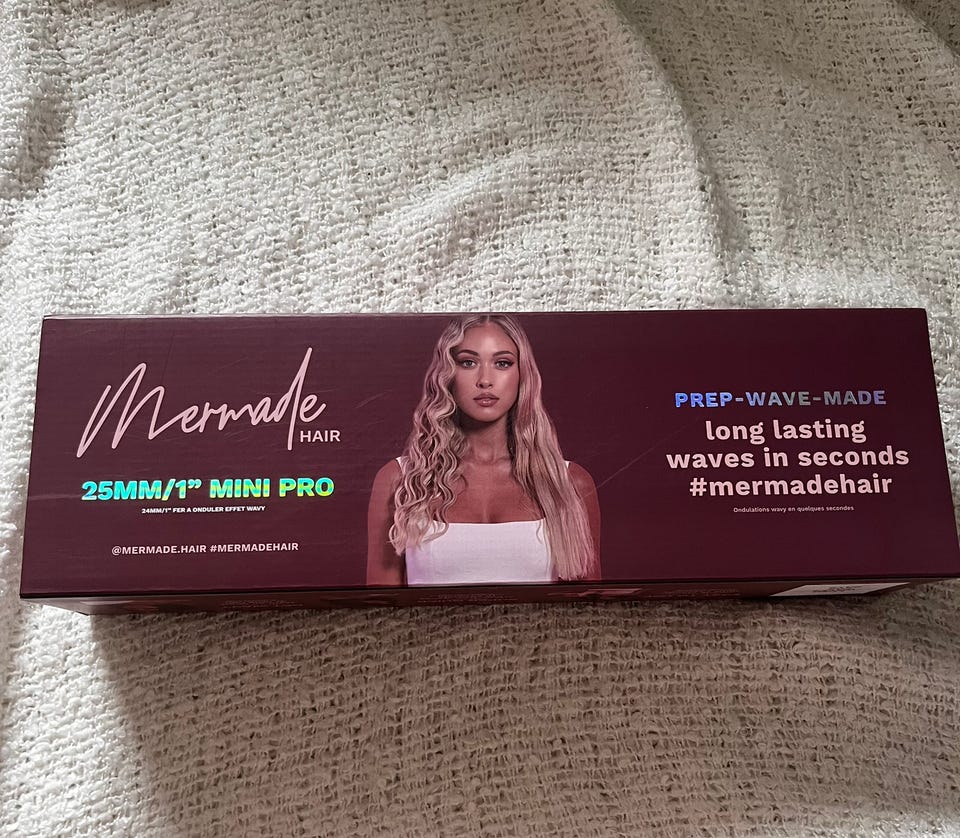 Mermade
HAIR
25MM/1” MINI PRO
24MM/1" FER A ONDULER EFFET WAVY
@MERMADE.HAIR #MERMADEHAIR
PREP-WAVE-MADE
long lasting
waves in seconds
#mermadehair
Ondulations wavy en quelques secondes